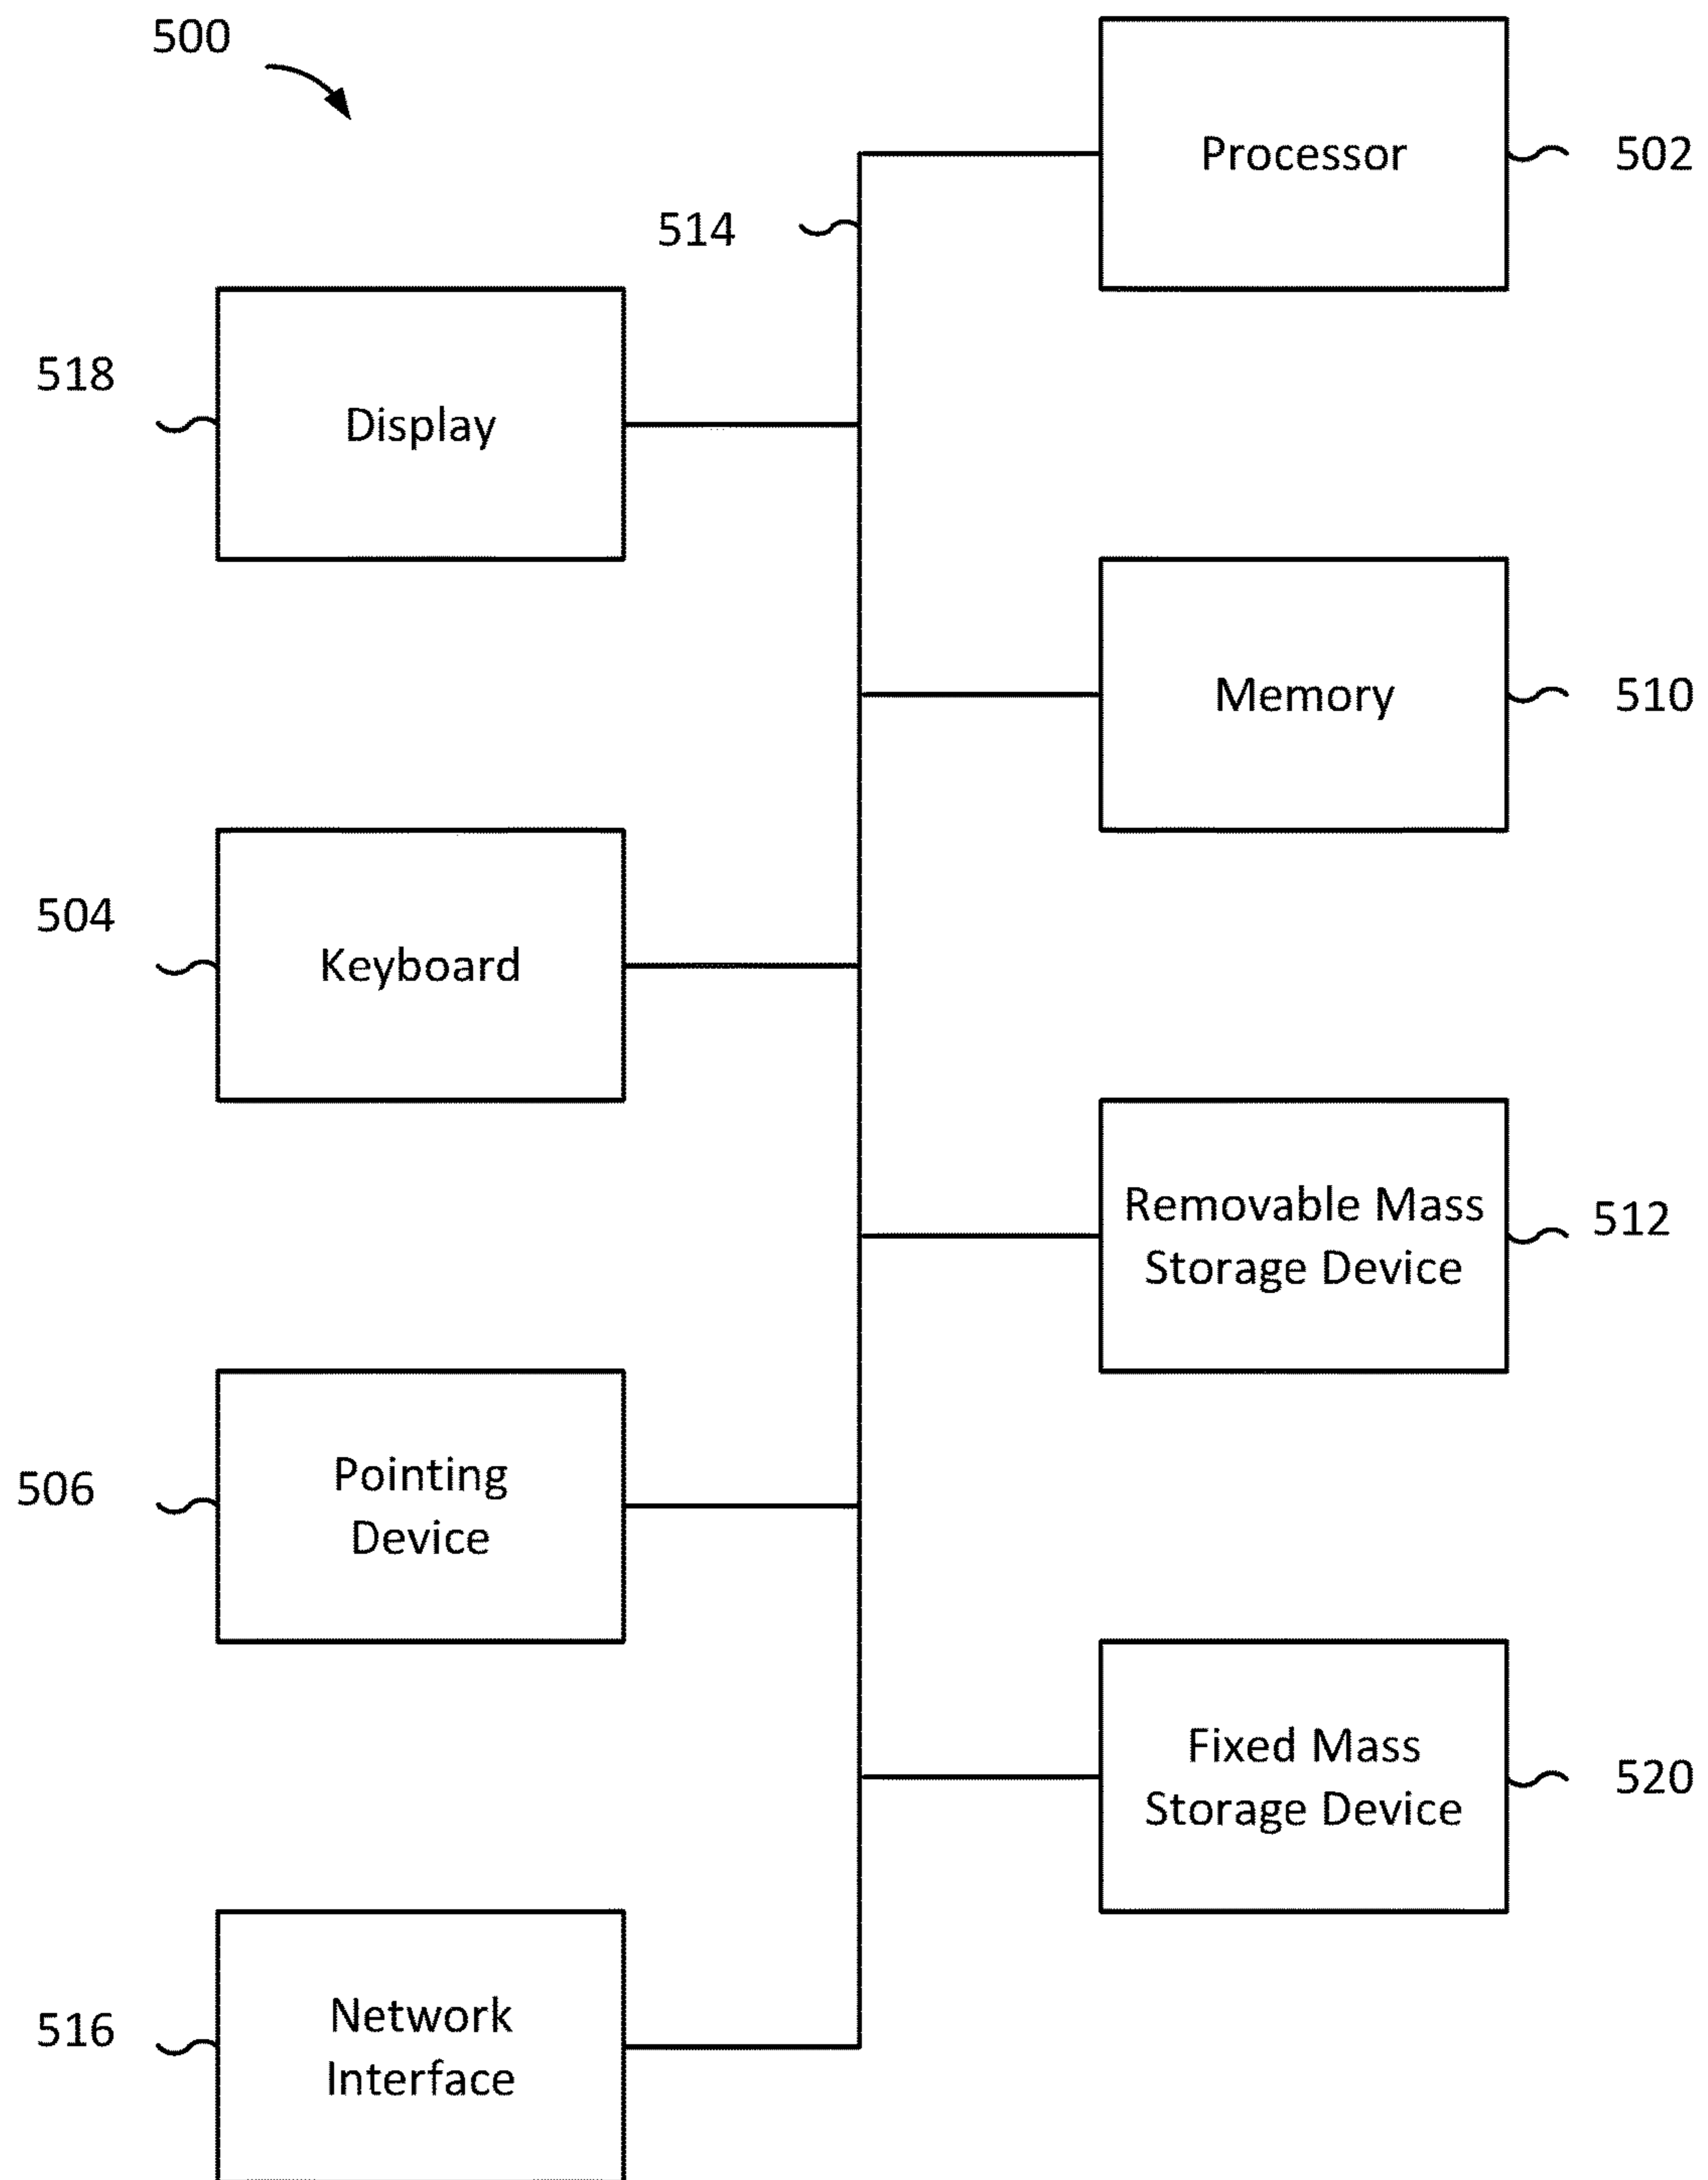 500
Processor
502
514
518
Display
Memory
510
504
Keyboard
Removable Mass
Storage Device
512
506
Pointing
Device
Fixed Mass
Storage Device
520
516
Network
Interface